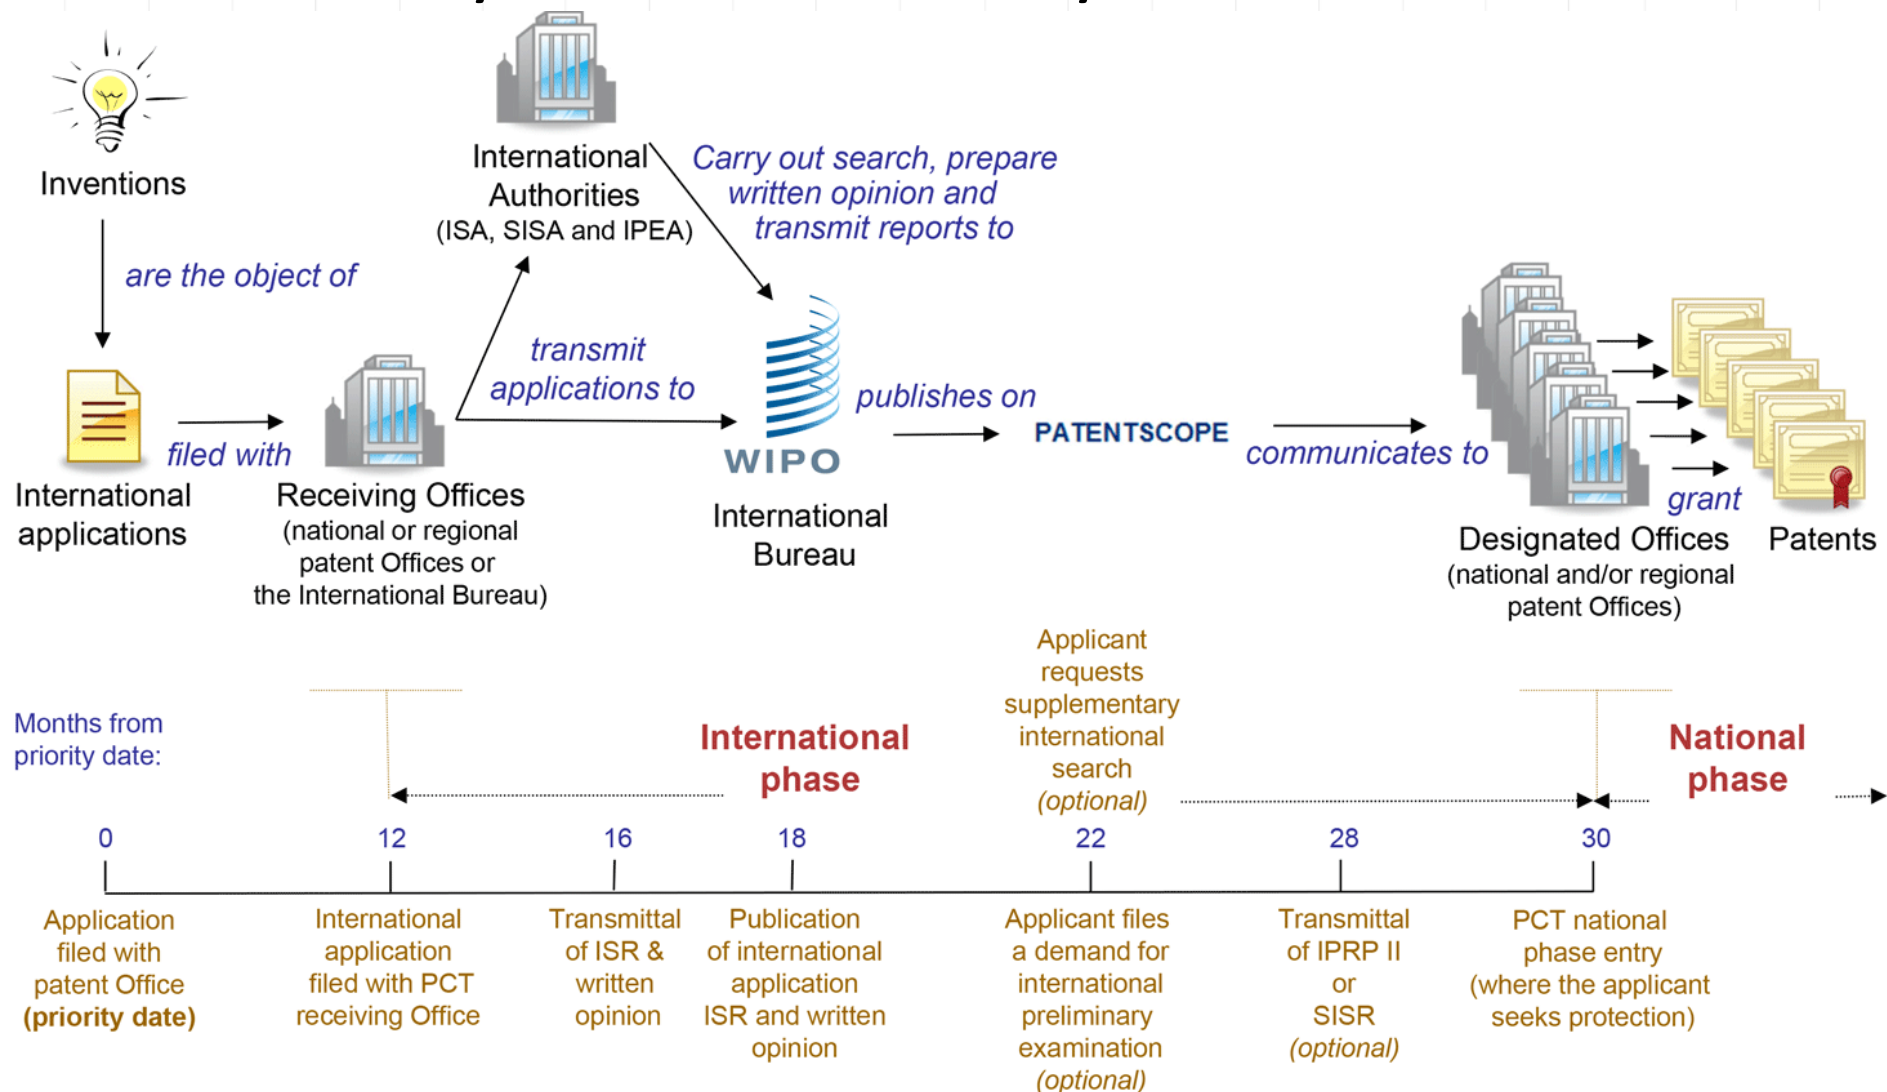 Inventions
are the object of
International
applications
filed with
Receiving Offices
(national or regional
patent Offices or
the International Bureau)
International
Authorities
(ISA, SISA and IPEA)
transmit
applications to
Carry out search, prepare
written opinion and
transmit reports to
WIPO
International
Bureau
publishes on
PATENTSCOPE
communicates to
Designated Offices
(national and/or regional
patent Offices)
grant
Patents
Months from
priority date:
International
phase
Applicant
requests
supplementary
international
search
(optional)
National
phase
0
12
16
18
22
28
30
Application
filed with
patent Office
(priority date)
International
application
filed with PCT
receiving Office
Transmittal
of ISR &
written
opinion
Publication
of international
application
ISR and written
opinion
Applicant files
a demand for
international
preliminary
examination
(optional)
Transmittal
of IPRP II
or
SISR
(optional)
PCT national
phase entry
(where the applicant
seeks protection)